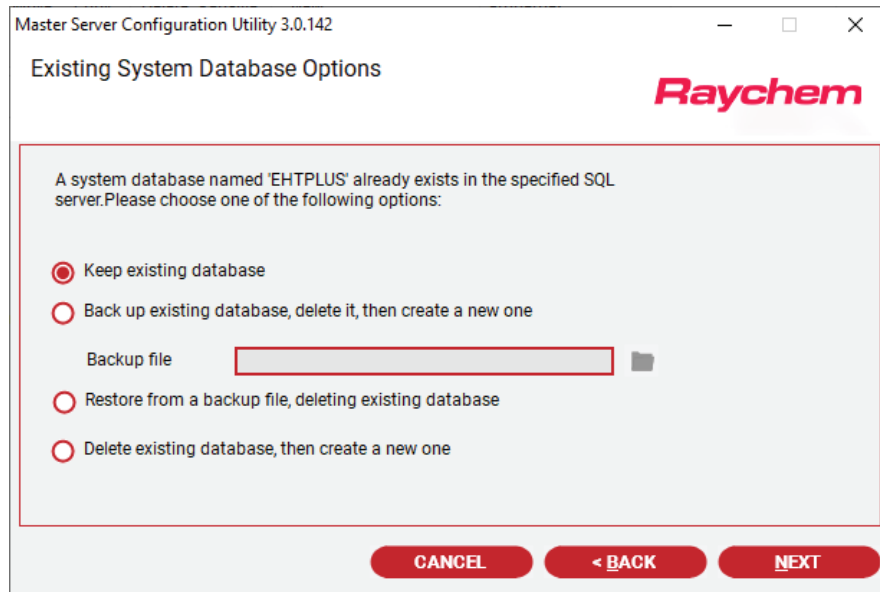 Master Server Configuration Utility 3.0.142
Existing System Database Options
Raychem
A system database named 'EHTPLUS' already exists in the specified SQL
server.Please choose one of the following options:
Keep existing database
Back up existing database, delete it, then create a new one
Backup file
Restore from a backup file, deleting existing database
Delete existing database, then create a new one
CANCEL
< BACK
NEXT